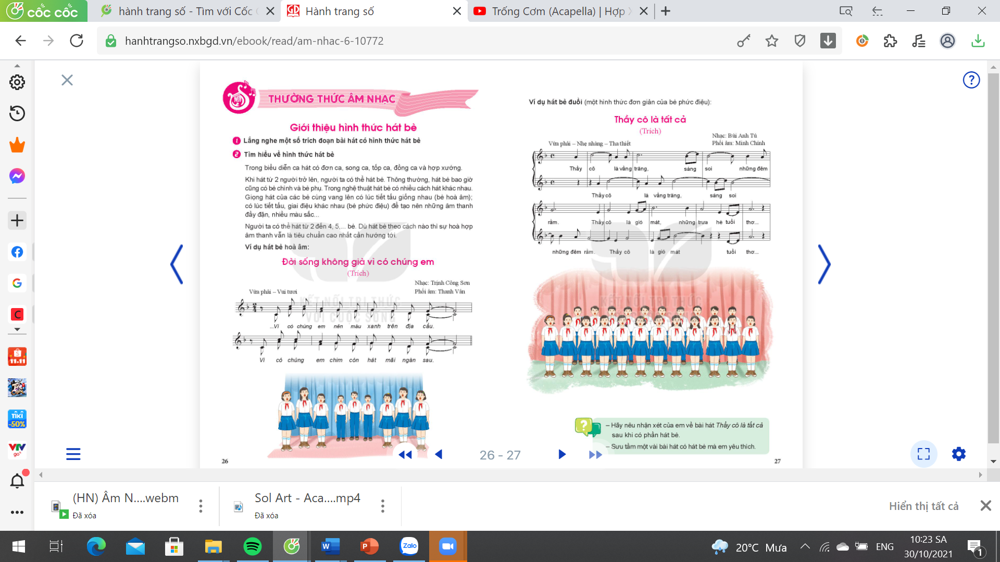 cốc cốc
hành trang số - Tìm với Cốc
Hành trang số
Trống Cơm (Acapella) | Hợp
hanhtrangso.nxbgd.vn/ebook/read/am-nhac-6-10772
THƯỜNG THỨC ÂM NHẠC
Giới thiệu hình thức hát bè
1 Lắng nghe một số trích đoạn bài hát có hình thức hát bè
2 Tìm hiểu về hình thức hát bè
Trong biểu diễn ca hát có đơn ca, song ca, tốp ca, đồng ca và hợp xướng.
Khi hát từ 2 người trở lên, người ta có thể hát bè. Thông thường, hát bè bao giờ
cũng có bè chính và bè phụ. Trong nghệ thuật hát bè có nhiều cách hát khác nhau.
Giọng hát của các bè cùng vang lên có lúc tiết tấu giống nhau (bè hoà âm);
có lúc tiết tấu, giai điệu khác nhau (bè phức điệu) để tạo nên những âm thanh
đầy đặn, nhiều màu sắc...
Người ta có thể hát từ 2 đến 4, 5,... bè. Dù hát bè theo cách nào thì sự hoà hợp
âm thanh vẫn là tiêu chuẩn cao nhất cần hướng tới.
Ví dụ hát bè hoà âm:
Đời sống không già vì có chúng em
(Trích)
Nhạc: Trịnh Công Sơn
Vừa phải – Vui tươi
Phối âm: Thanh Vân
...Vì có chúng em nên màu xanh trên địa cầu.
Vì có chúng em chim còn hát mãi ngàn sau.
KẾT NỐI TRI THỨC
VỚI CUỘC SỐNG
26
Ví dụ hát bè đuổi (một hình thức đơn giản của bè phức điệu):
Thầy cô là tất cả
(Trích)
Nhạc: Bùi Anh Tú
Vừa phải – Nhẹ nhàng – Tha thiết
Phối âm: Minh Chính
Thầy cô là vầng trăng, sáng soi những đêm
Thầy cô là vầng trăng, sáng soi
rằm. Thầy cô là gió mát, những trưa hè tuổi thơ...
những đêm rằm. Thầy cô là gió mát tuổi thơ...
KẾT NỐI TRI THỨC
– Hãy nêu nhận xét của em về bài hát Thầy cô là tất cả
sau khi có phần hát bè.
– Sưu tầm một vài bài hát có hát bè mà em yêu thích.
27
26 - 27
11.11
TIKI
-50%
VTV
go
(HN) Âm N....webm
Đã xóa
Sol Art - Aca....mp4
Đã xóa
Hiển thị tất cả
Zalo
20°C Mưa
ENG
10:23 SA
30/10/2021
1